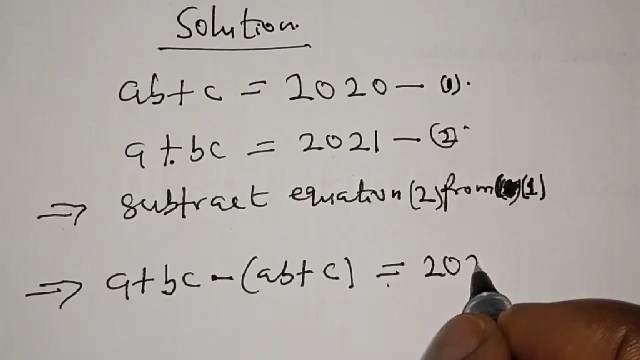 Solution
ab+c = 2020 — (1).
a+bc = 2021 — (2)
⇒ subtract equation (2) from (1)
⇒ a+bc - (ab+c) = 202